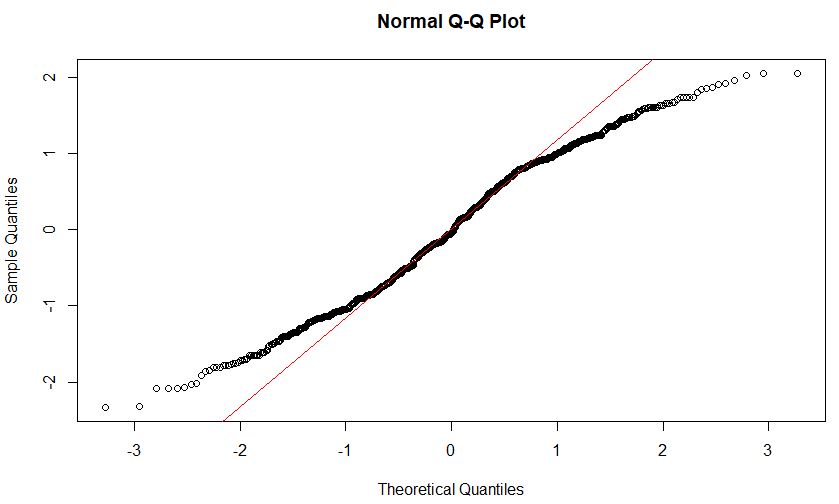 Normal Q-Q Plot
Sample Quantiles
2
1
0
-1
-2
-3 -2 -1 0 1 2 3
Theoretical Quantiles